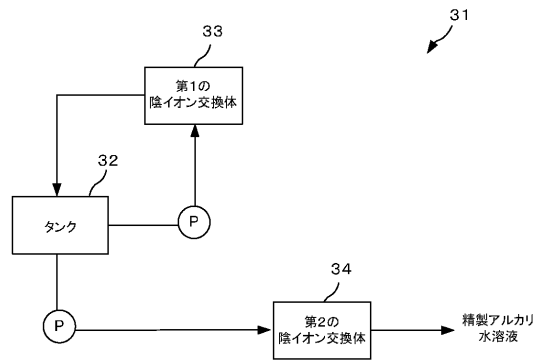 31
33
第1の
陰イオン交換体
32
タンク
P
34
P
第2の
陰イオン交換体
精製アルカリ
水溶液